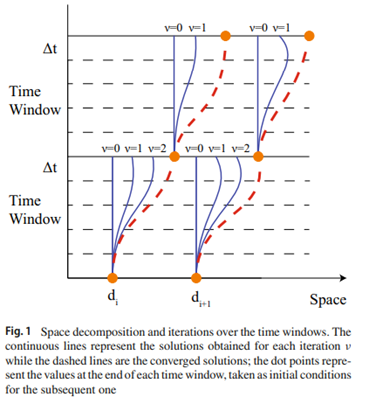 ν=0 ν=1 ν=0 ν=1
Δt
Time
Window
ν=0 ν=1 ν=2 ν=0 ν=1 ν=2
Δt
Time
Window
d_i d_{i+1} Space
Fig. 1 Space decomposition and iterations over the time windows. The
continuous lines represent the solutions obtained for each iteration ν
while the dashed lines are the converged solutions; the dot points repre-
sent the values at the end of each time window, taken as initial conditions
for the subsequent one